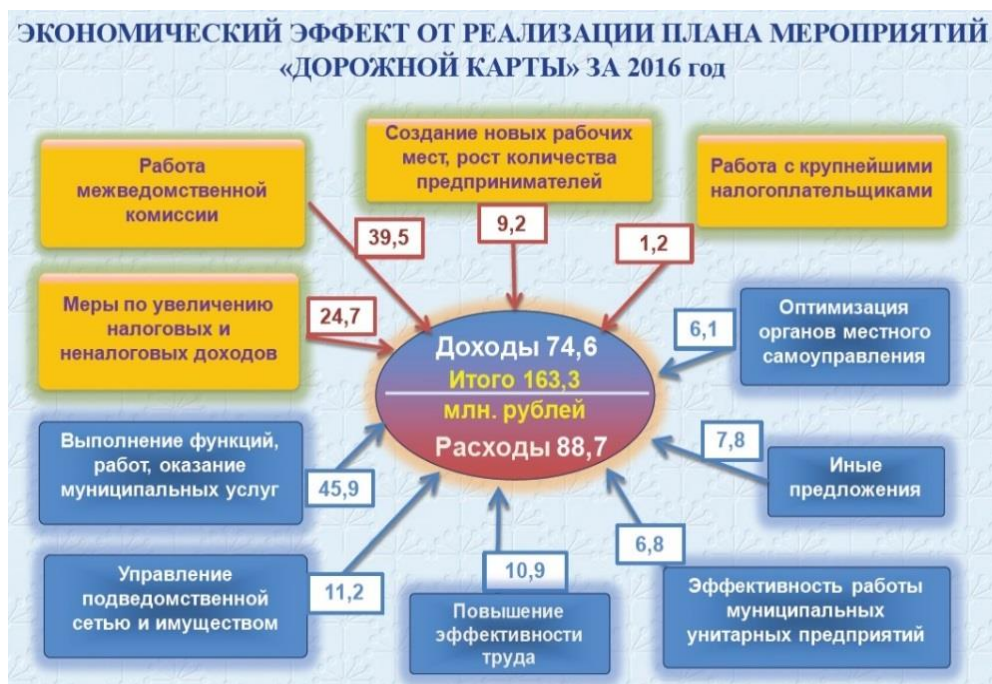 ЭКОНОМИЧЕСКИЙ ЭФФЕКТ ОТ РЕАЛИЗАЦИИ ПЛАНА МЕРОПРИЯТИЙ
«ДОРОЖНОЙ КАРТЫ» ЗА 2016 год
Работа
межведомственной
комиссии
39,5
Создание новых рабочих
мест, рост количества
предпринимателей
9,2
Работа с крупнейшими
налогоплательщиками
1,2
Меры по увеличению
налоговых и
неналоговых доходов
24,7
Доходы 74,6
Итого 163,3
млн. рублей
Расходы 88,7
6,1
Оптимизация
органов местного
самоуправления
Выполнение функций,
работ, оказание
муниципальных услуг
45,9
7,8
Иные
предложения
Управление
подведомственной
сетью и имуществом
11,2
10,9
Повышение
эффективности
труда
6,8
Эффективность работы
муниципальных
унитарных предприятий